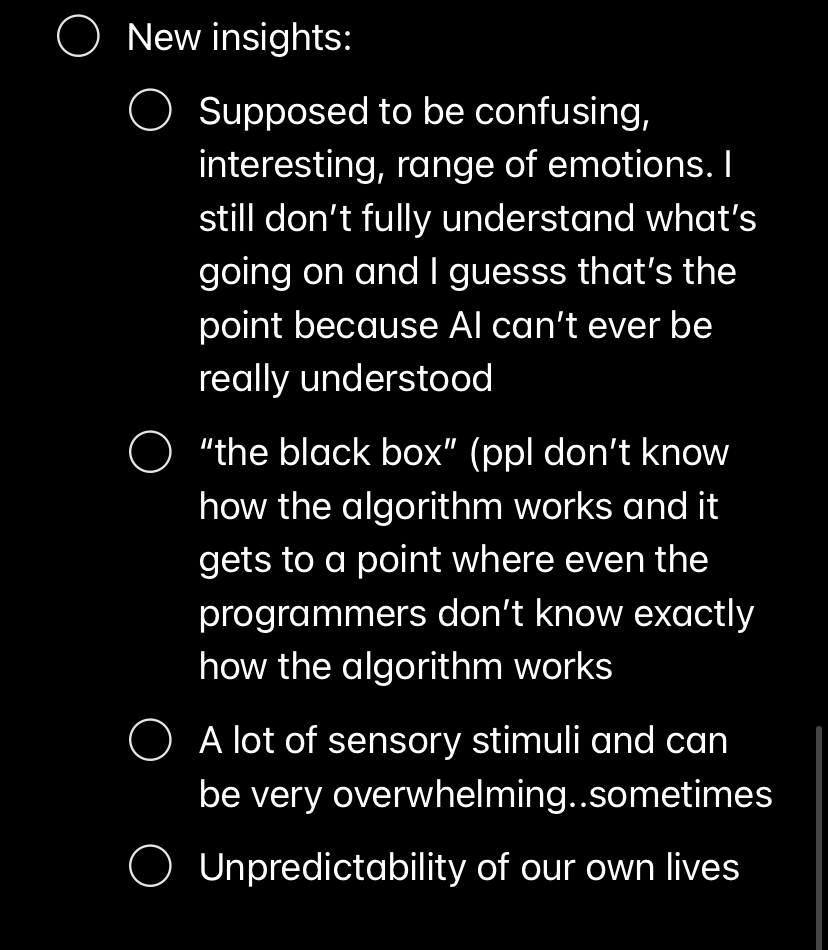 New insights:
Supposed to be confusing,
interesting, range of emotions. I
still don’t fully understand what’s
going on and I guesss that’s the
point because AI can’t ever be
really understood
“the black box” (ppl don’t know
how the algorithm works and it
gets to a point where even the
programmers don’t know exactly
how the algorithm works
A lot of sensory stimuli and can
be very overwhelming..sometimes
Unpredictability of our own lives